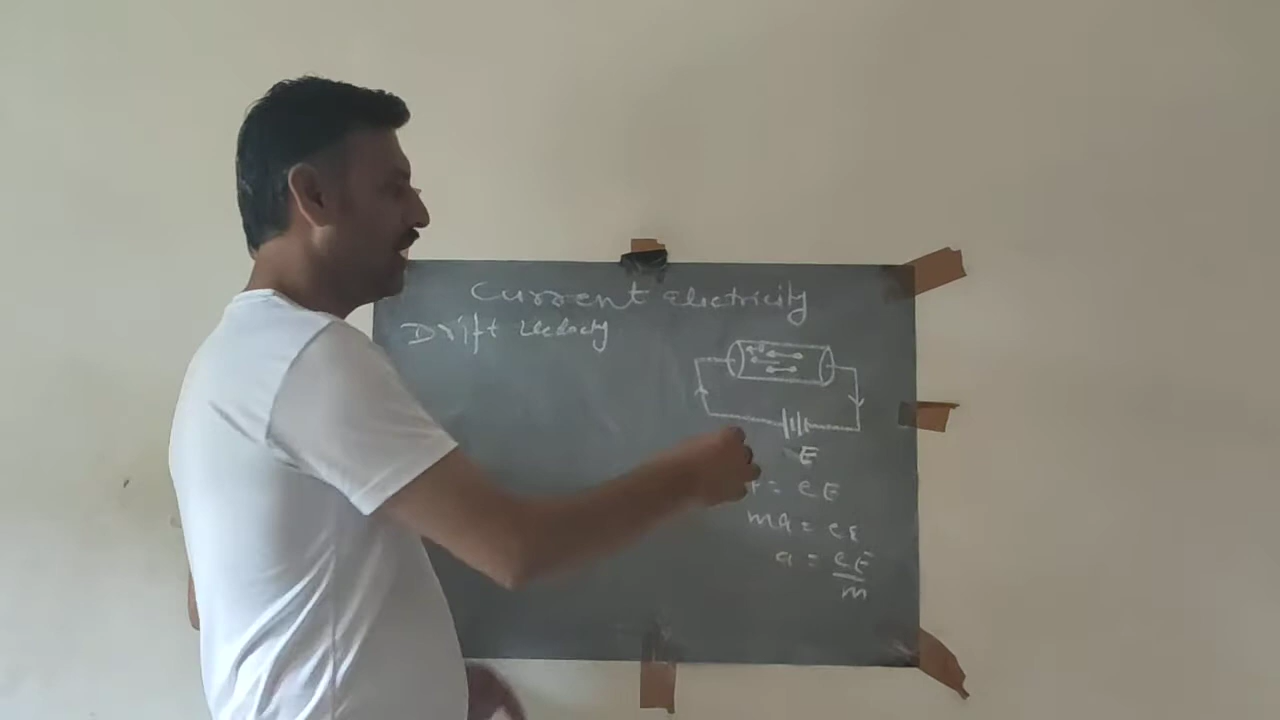 Current Electricity
Drift Velocity
E
F = eE
ma = eE
a = eE
m